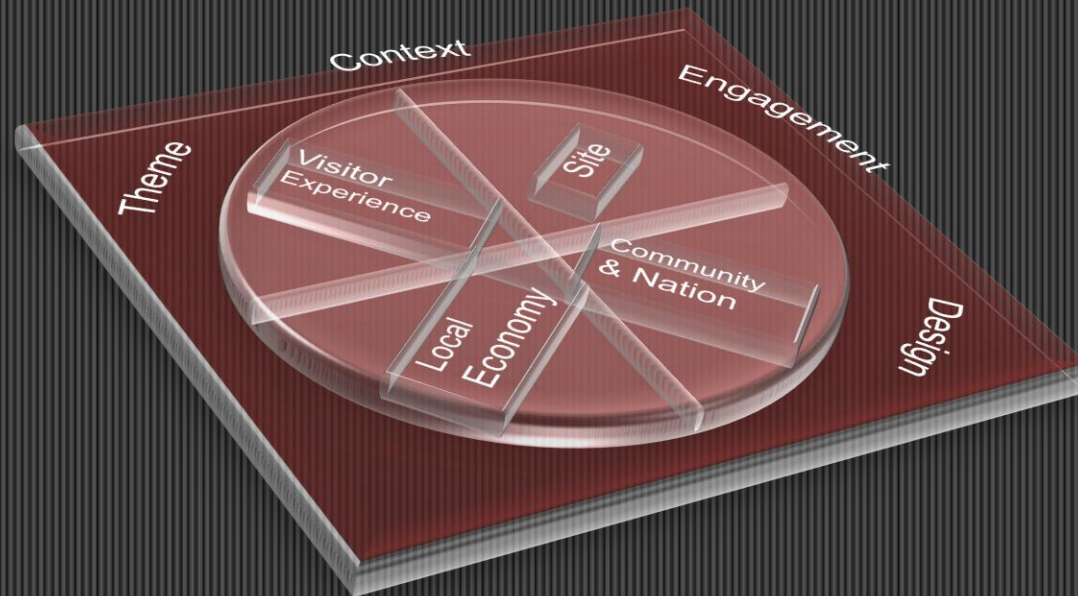 Context
Engagement
Theme
Site
Visitor
Experience
Community
& Nation
Local
Economy
Design